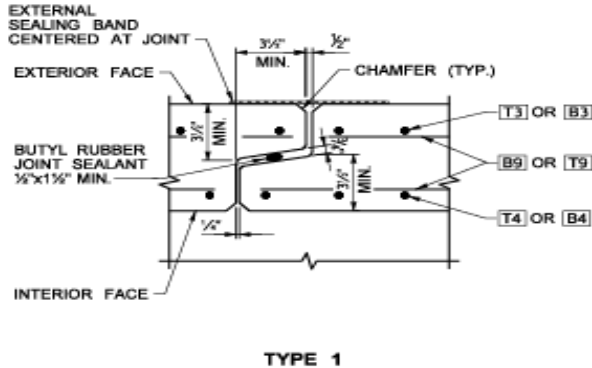 EXTERNAL
SEALING BAND
CENTERED AT JOINT
3½"
MIN.
½"
EXTERIOR FACE
CHAMFER (TYP.)
3½"
MIN.
T3 OR B3
BUTYL RUBBER
JOINT SEALANT
½"x1½" MIN.
3½"
MIN.
B9 OR T9
T4 OR B4
INTERIOR FACE
TYPE 1